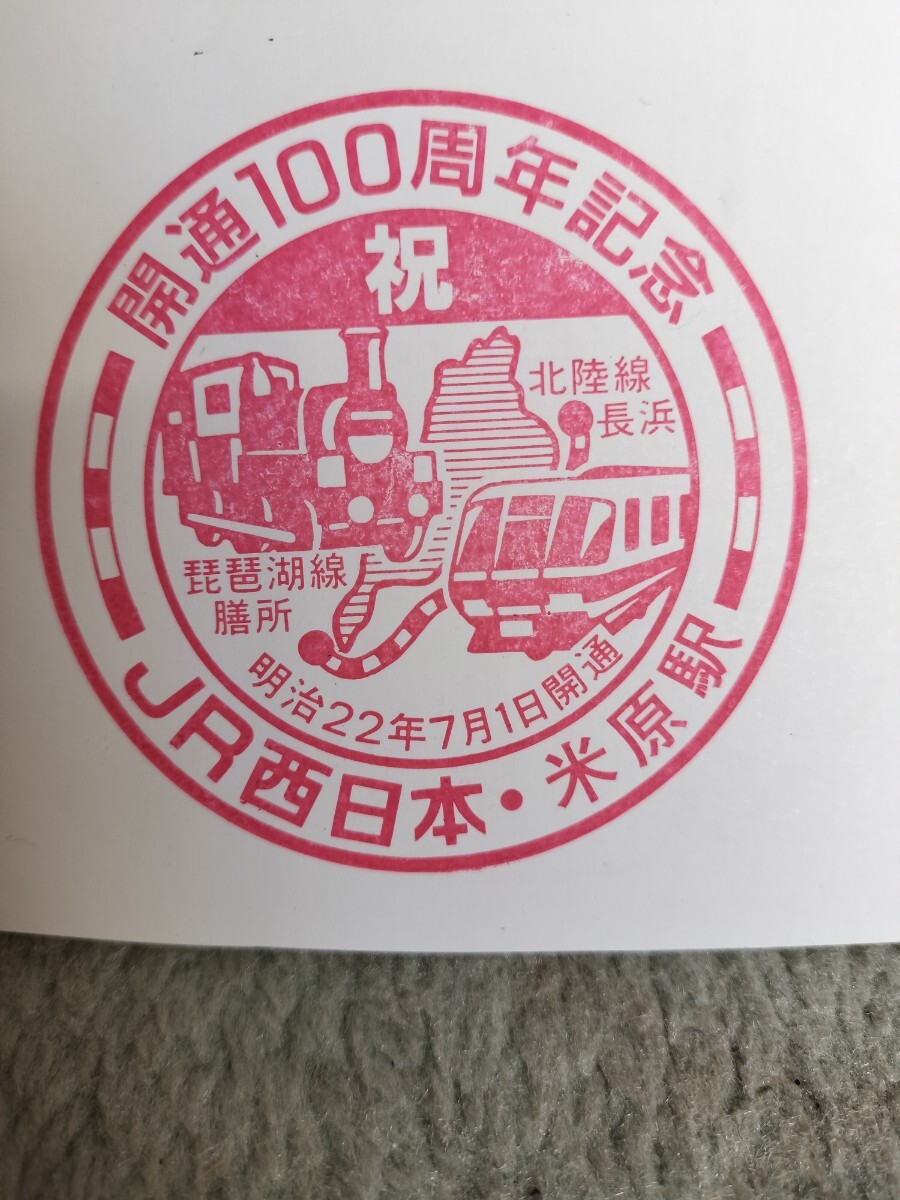 開通100周年記念
祝
北陸線
長浜
琵琶湖線
膳所
明治22年7月1日開通
JR西日本・米原駅